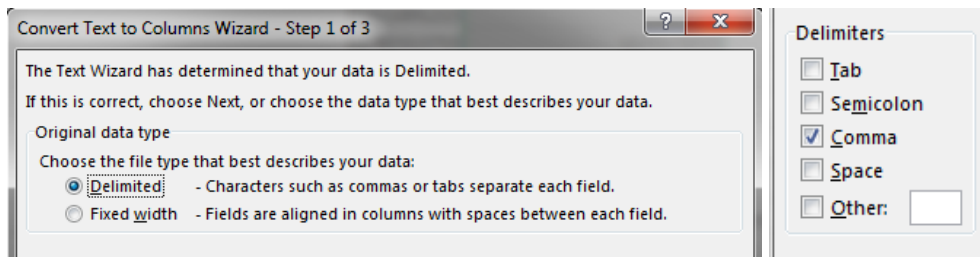 Convert Text to Columns Wizard - Step 1 of 3
The Text Wizard has determined that your data is Delimited.
If this is correct, choose Next, or choose the data type that best describes your data.
Original data type
Choose the file type that best describes your data:
Delimited - Characters such as commas or tabs separate each field.
Fixed width - Fields are aligned in columns with spaces between each field.
Delimiters
Tab
Semicolon
Comma
Space
Other: